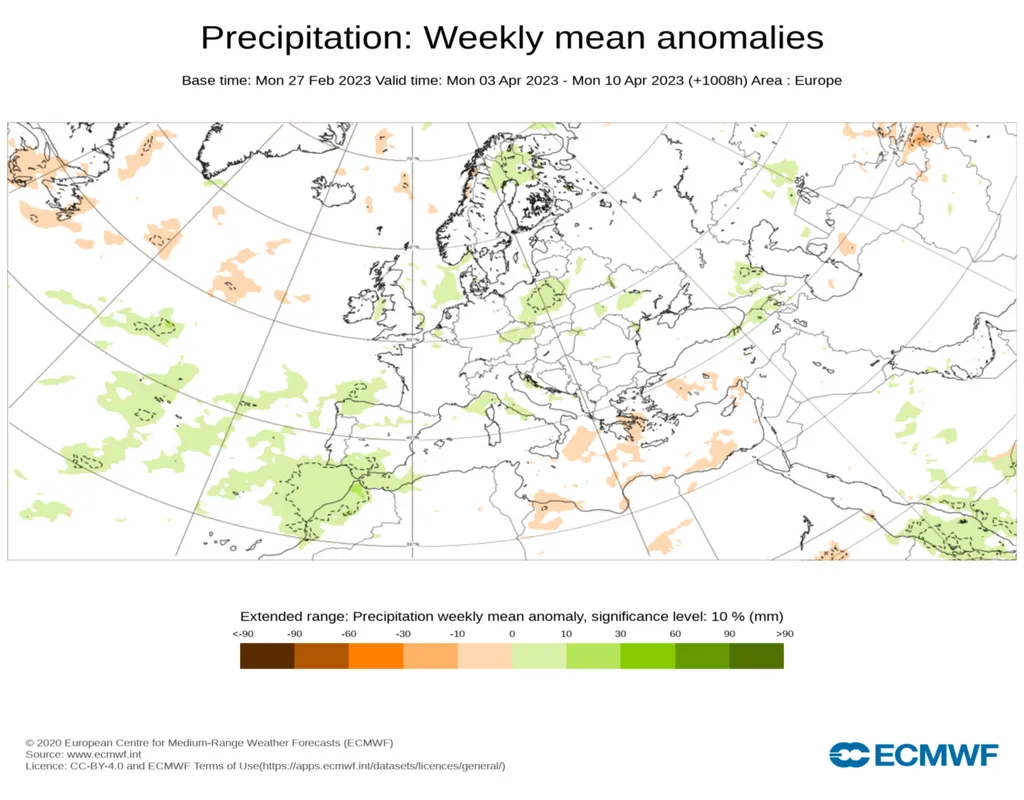 Precipitation: Weekly mean anomalies
Base time: Mon 27 Feb 2023 Valid time: Mon 03 Apr 2023 - Mon 10 Apr 2023 (+1008h) Area : Europe
Extended range: Precipitation weekly mean anomaly, significance level: 10 % (mm)
<-90 -90 -60 -30 -10 0 10 30 60 90 >90
© 2020 European Centre for Medium-Range Weather Forecasts (ECMWF)
Source: www.ecmwf.int
Licence: CC-BY-4.0 and ECMWF Terms of Use(https://apps.ecmwf.int/datasets/licences/general/)
ECMWF